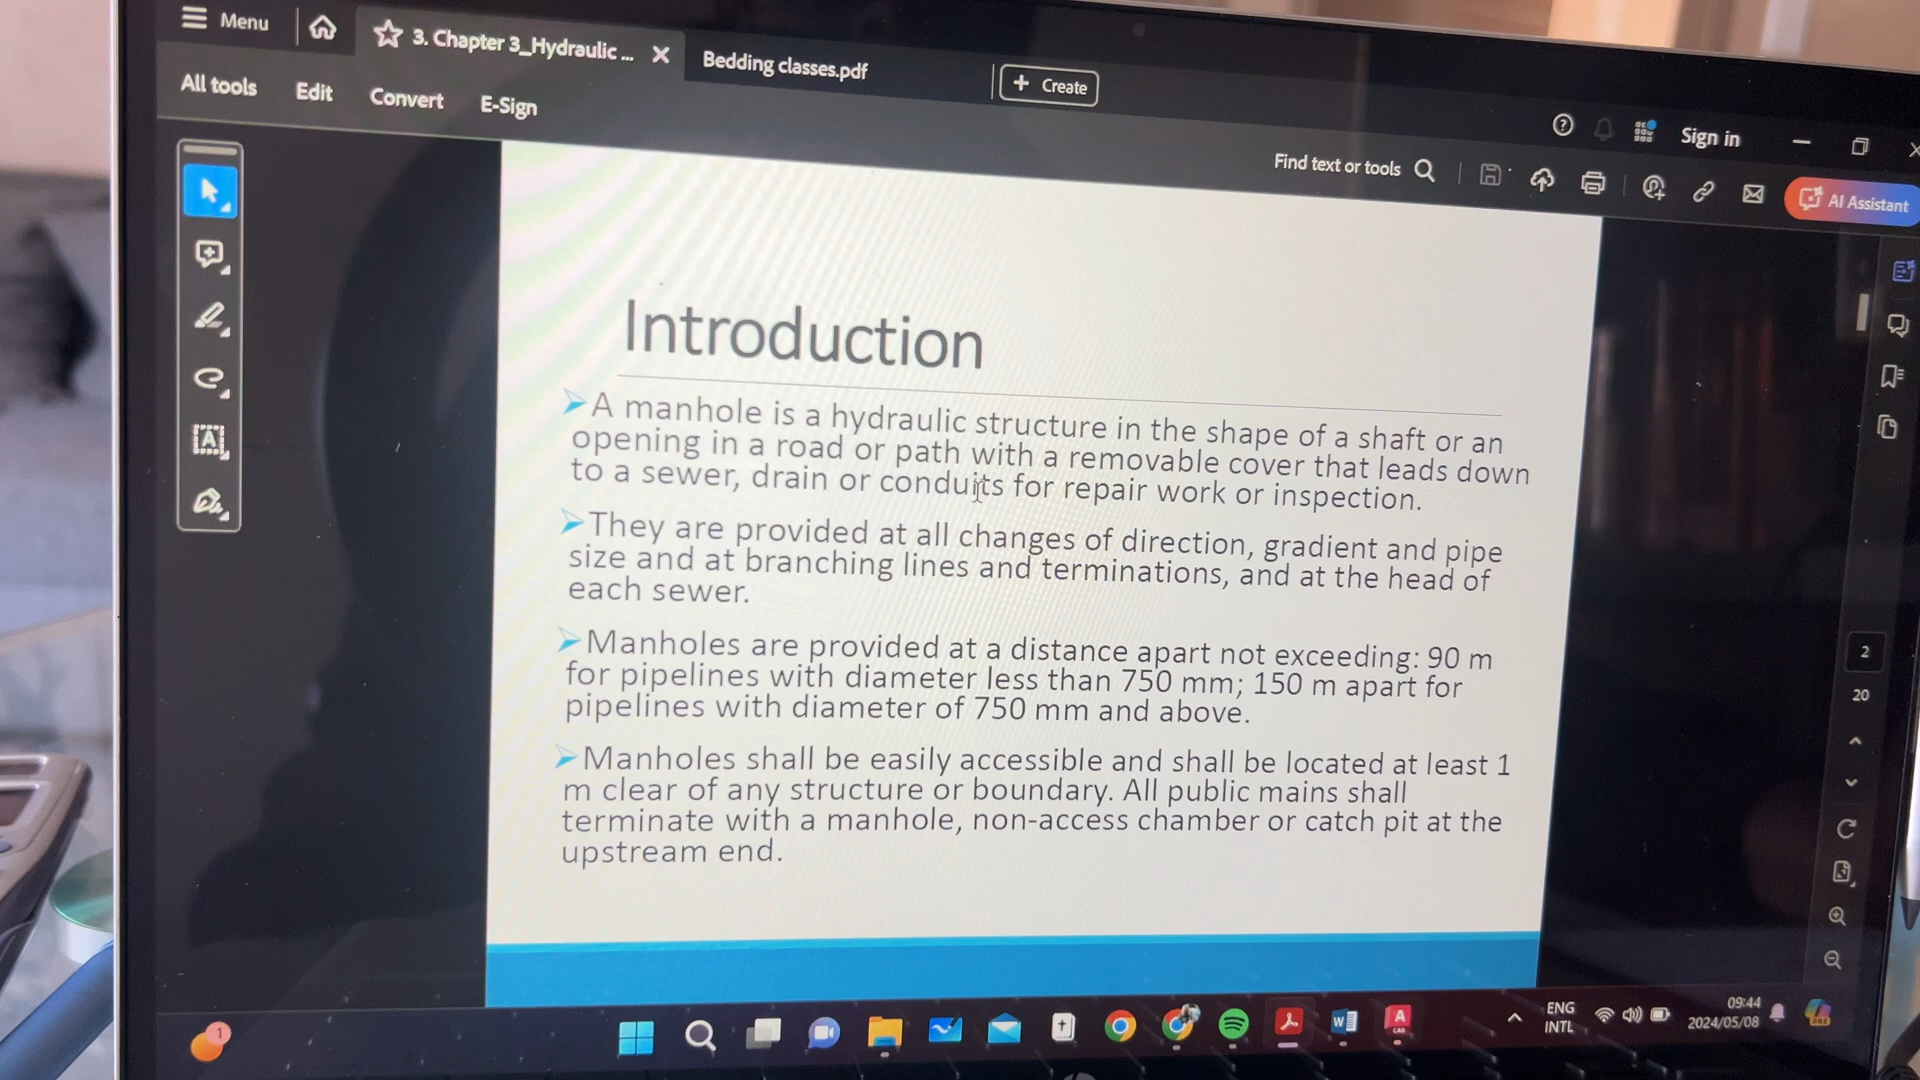 Menu
3. Chapter 3_Hydraulic ...
Bedding classes.pdf
+ Create
All tools
Edit
Convert
E-Sign
Sign in
Find text or tools
AI Assistant
Introduction
A manhole is a hydraulic structure in the shape of a shaft or an
opening in a road or path with a removable cover that leads down
to a sewer, drain or conduits for repair work or inspection.
They are provided at all changes of direction, gradient and pipe
size and at branching lines and terminations, and at the head of
each sewer.
Manholes are provided at a distance apart not exceeding: 90 m
for pipelines with diameter less than 750 mm; 150 m apart for
pipelines with diameter of 750 mm and above.
Manholes shall be easily accessible and shall be located at least 1
m clear of any structure or boundary. All public mains shall
terminate with a manhole, non-access chamber or catch pit at the
upstream end.
2
20
1
ENG
INTL
09:44
2024/05/08